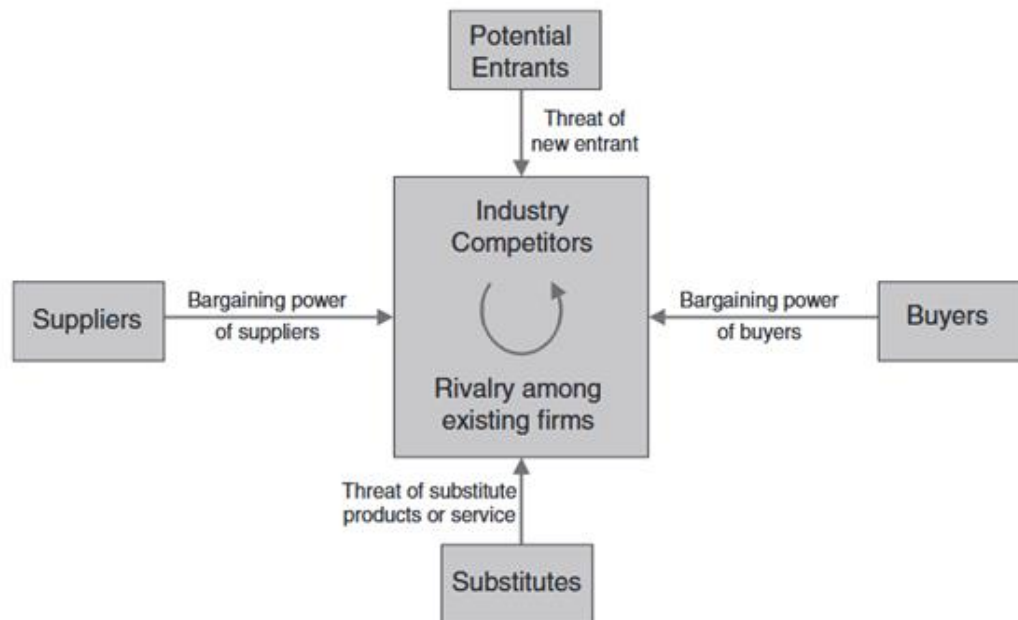 Potential
Entrants
Threat of
new entrant
Industry
Competitors
Suppliers
Bargaining power
of suppliers
Bargaining power
of buyers
Buyers
Rivalry among
existing firms
Threat of substitute
products or service
Substitutes